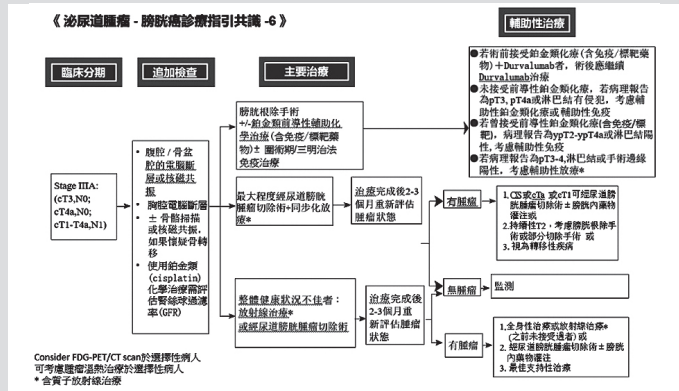 《 泌尿道腫瘤 - 膀胱癌診療指引共識 -6 》
臨床分期
追加檢查
主要治療
輔助性治療
Stage IIIA:
(cT3,N0;
cT4a,N0;
cT1-T4a,N1)
• 腹腔 / 骨盆
腔的電腦斷
層或核磁共
振
• 胸腔電腦斷層
• ± 骨骼掃描
或核磁共振,
如果懷疑骨轉
移
• 使用鉑金類
(cisplatin)
化學治療需評
估腎絲球過濾
率(GFR)
膀胱根除手術
+/-鉑金類前導性輔助化
學治療(含免疫/標靶藥
物)± 圍術期/三明治法
免疫治療
●若術前接受鉑金類化療(含免疫/標靶藥
物)+Durvalumab者, 術後應繼續
Durvalumab治療
●未接受前導性鉑金類化療, 若病理報告
為pT3, pT4a或淋巴結有侵犯, 考慮輔
助性鉑金類化療或輔助性免疫
●若曾接受前導性鉑金類化療(含免疫/標
靶), 病理報告為ypT2-ypT4a或淋巴結陽
性, 考慮輔助性免疫
●若病理報告為pT3-4,淋巴結或手術邊緣
陽性, 考慮輔助性放療*
最大程度經尿道膀胱
腫瘤切除術+同步化放
療*
治療完成後2-3
個月重新評估
腫瘤狀態
有腫瘤
1. CIS或cTa 或cT1可經尿道膀
胱腫瘤切除術 ± 膀胱內藥物
灌注或
2. 持續性T2, 考慮膀胱根除手
術或部分切除手術 或
3. 視為轉移性疾病
無腫瘤
監測
整體健康狀況不佳者:
放射線治療*
或經尿道膀胱腫瘤切除術
治療完成後
2-3個月重
新評估腫瘤
狀態
有腫瘤
1.全身性治療或放射線治療*
(之前未接受過者) 或
2. 經尿道膀胱腫瘤切除術±膀胱
內藥物灌注
3. 最佳支持性治療
Consider FDG-PET/CT scan於選擇性病人
可考慮腫瘤溫熱治療於選擇性病人
* 含質子放射線治療